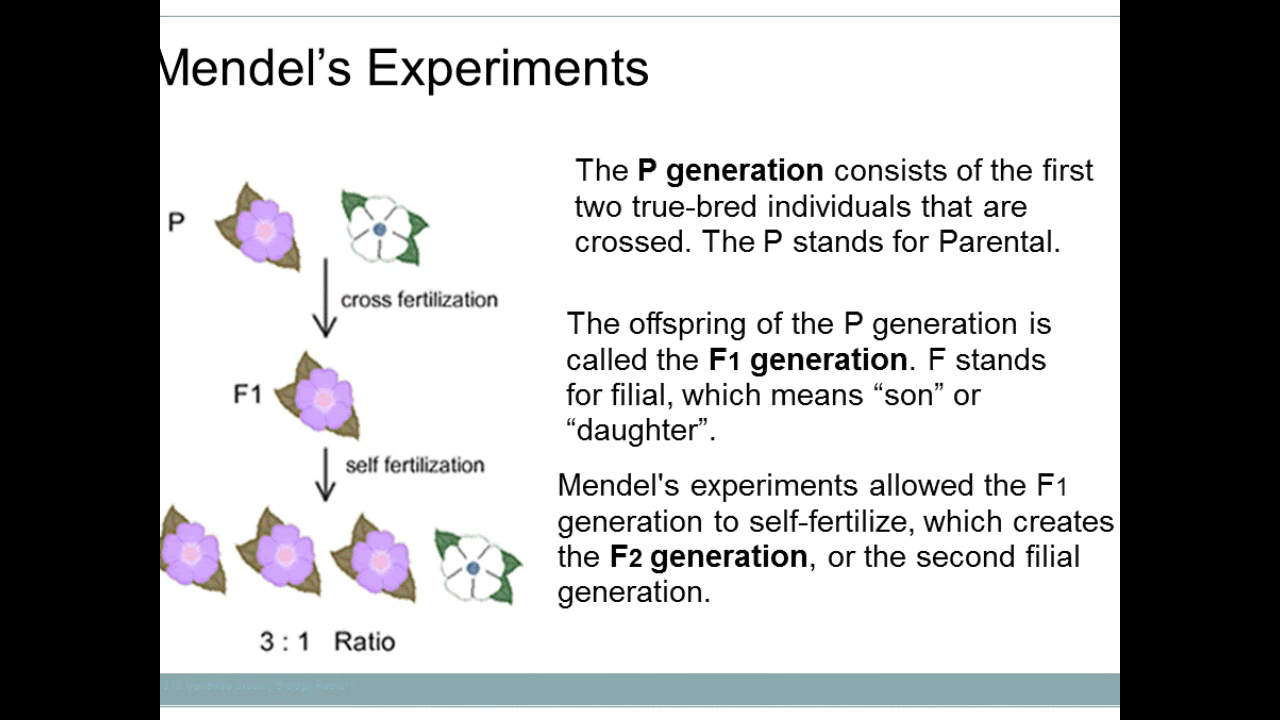 Mendel’s Experiments
P
cross fertilization
F1
self fertilization
3 : 1 Ratio
The P generation consists of the first
two true-bred individuals that are
crossed. The P stands for Parental.
The offspring of the P generation is
called the F1 generation. F stands
for filial, which means “son” or
“daughter”.
Mendel's experiments allowed the F1
generation to self-fertilize, which creates
the F2 generation, or the second filial
generation.